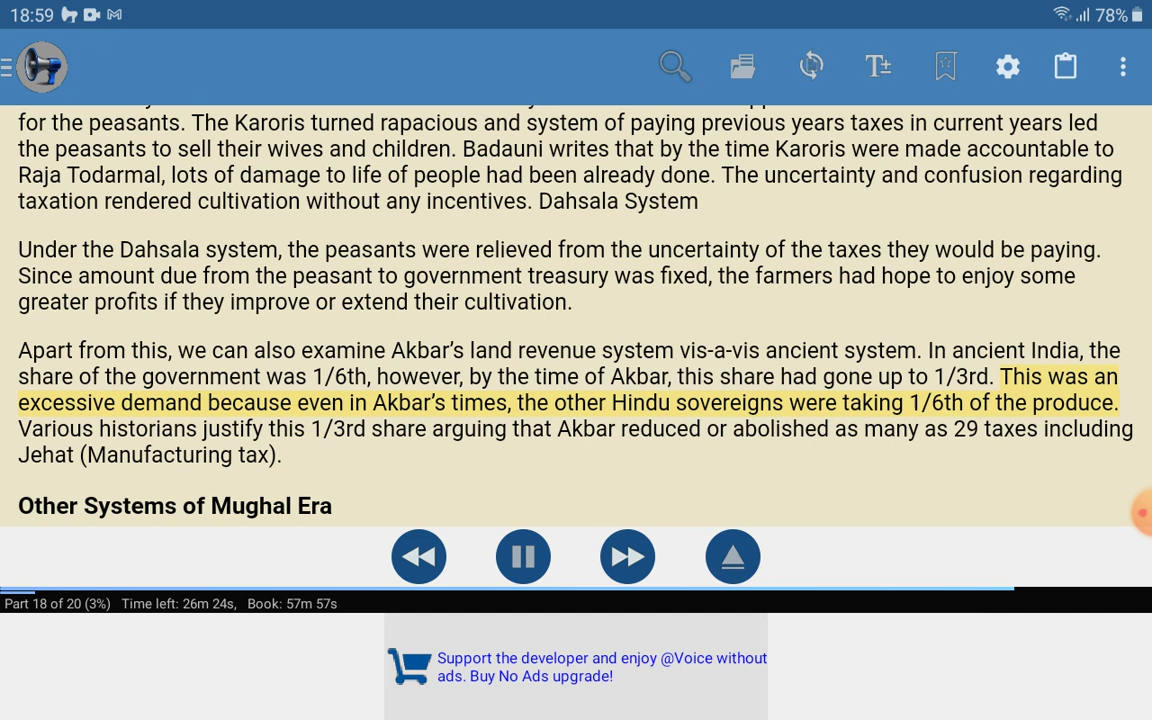 18:59
78%
for the peasants. The Karoris turned rapacious and system of paying previous years taxes in current years led
the peasants to sell their wives and children. Badauni writes that by the time Karoris were made accountable to
Raja Todarmal, lots of damage to life of people had been already done. The uncertainty and confusion regarding
taxation rendered cultivation without any incentives. Dahsala System
Under the Dahsala system, the peasants were relieved from the uncertainty of the taxes they would be paying.
Since amount due from the peasant to government treasury was fixed, the farmers had hope to enjoy some
greater profits if they improve or extend their cultivation.
Apart from this, we can also examine Akbar’s land revenue system vis-a-vis ancient system. In ancient India, the
share of the government was 1/6th, however, by the time of Akbar, this share had gone up to 1/3rd. This was an
excessive demand because even in Akbar’s times, the other Hindu sovereigns were taking 1/6th of the produce.
Various historians justify this 1/3rd share arguing that Akbar reduced or abolished as many as 29 taxes including
Jehat (Manufacturing tax).
Other Systems of Mughal Era
Part 18 of 20 (3%) Time left: 26m 24s, Book: 57m 57s
Support the developer and enjoy @Voice without
ads. Buy No Ads upgrade!